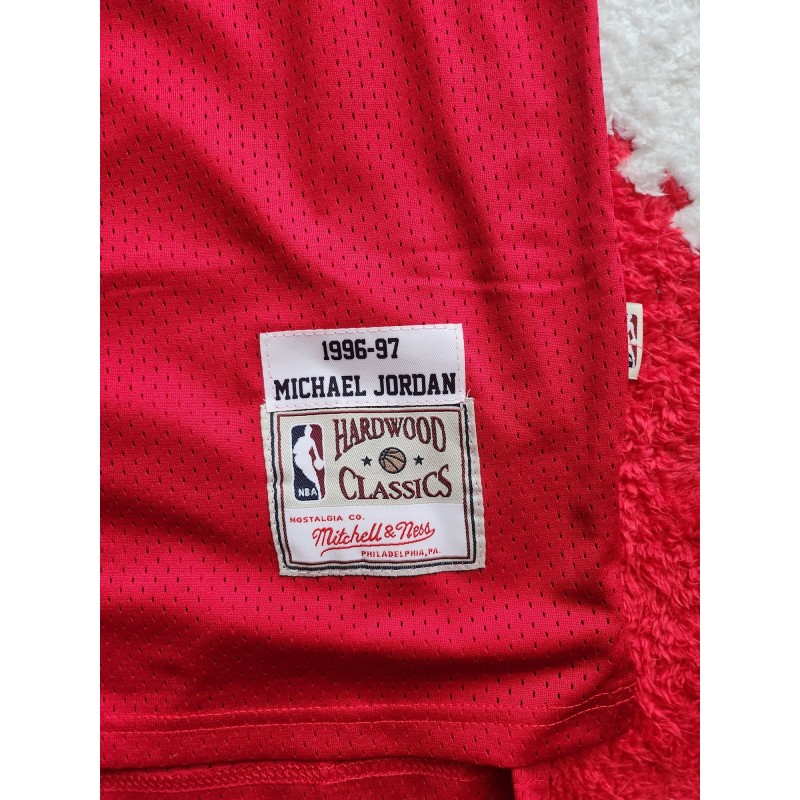 1996-97
MICHAEL JORDAN
HARDWOOD
CLASSICS
NBA
NOSTALGIA CO.
Mitchell & Ness
PHILADELPHIA, PA.